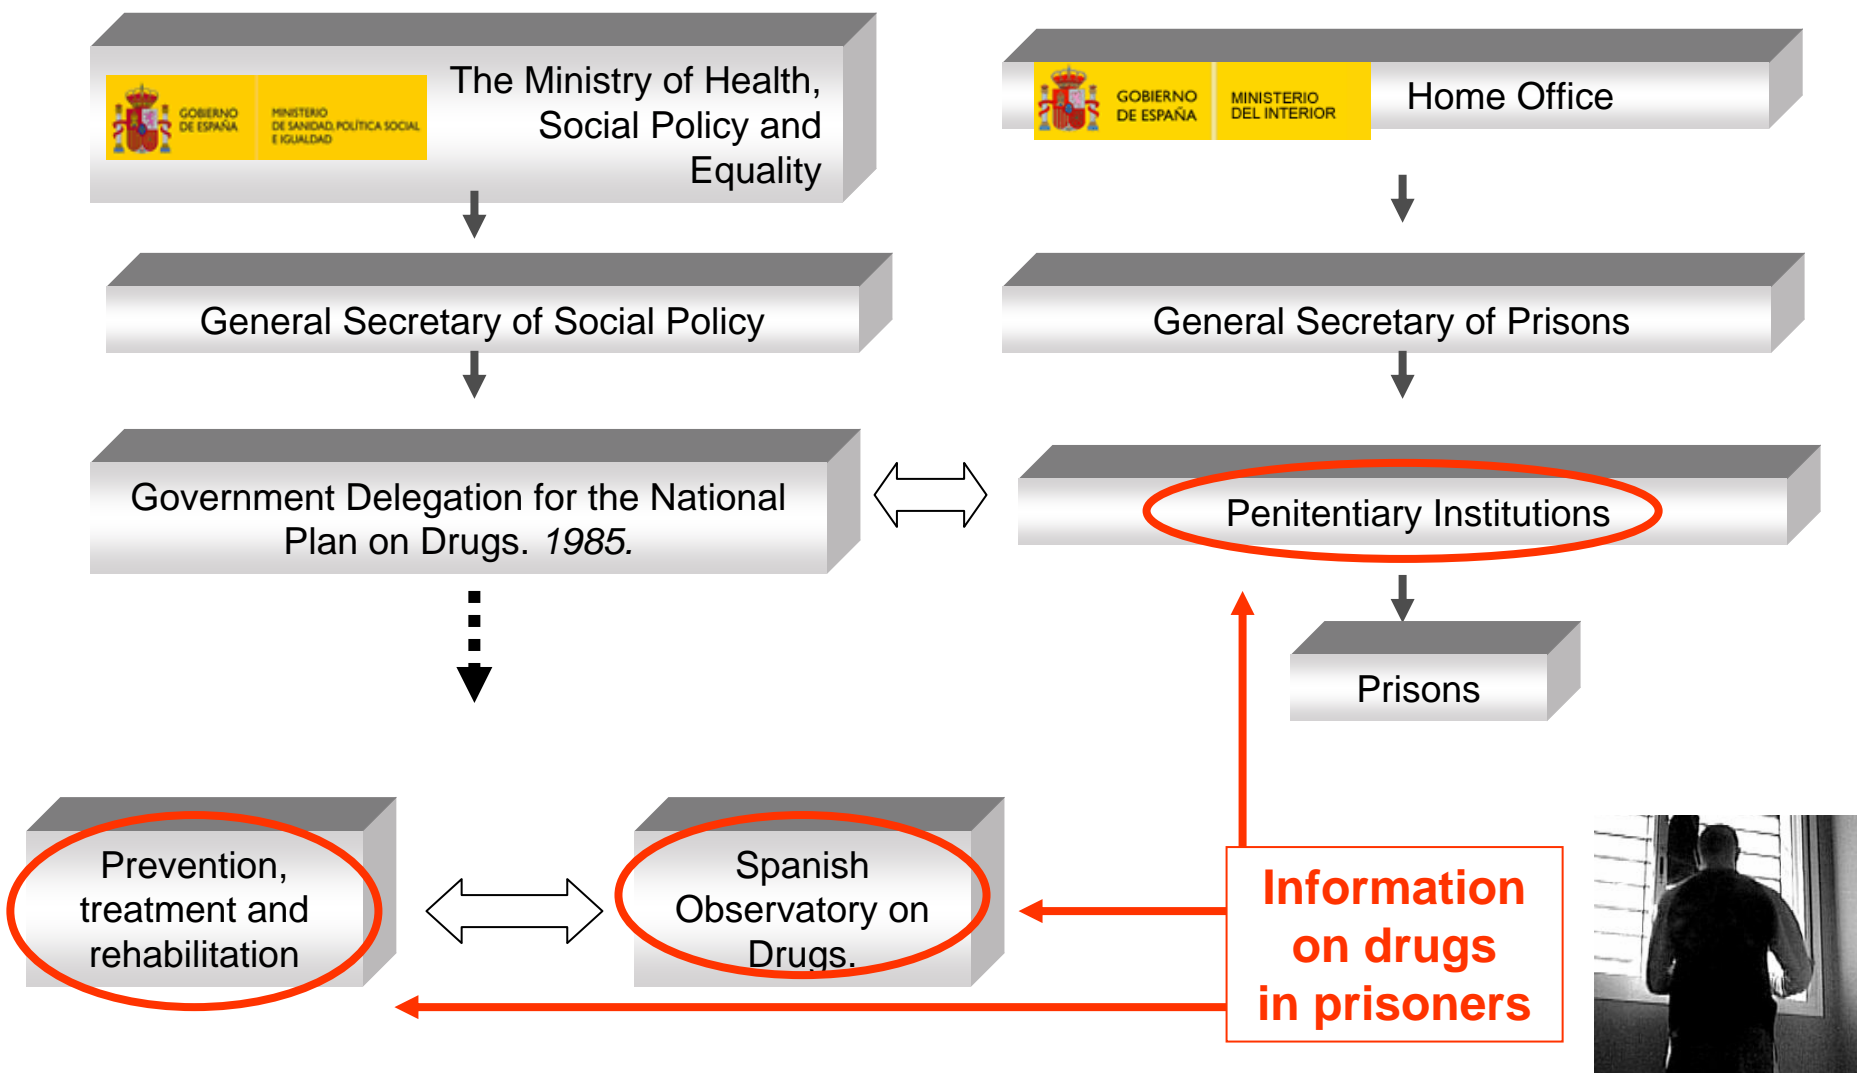 GOBIERNO
DE ESPAÑA
MINISTERIO
DE SANIDAD, POLÍTICA SOCIAL
E IGUALDAD
The Ministry of Health,
Social Policy and
Equality
GOBIERNO
DE ESPAÑA
MINISTERIO
DEL INTERIOR
Home Office
General Secretary of Social Policy
General Secretary of Prisons
Government Delegation for the National
Plan on Drugs. 1985.
Penitentiary Institutions
Prisons
Prevention,
treatment and
rehabilitation
Spanish
Observatory on
Drugs.
Information
on drugs
in prisoners